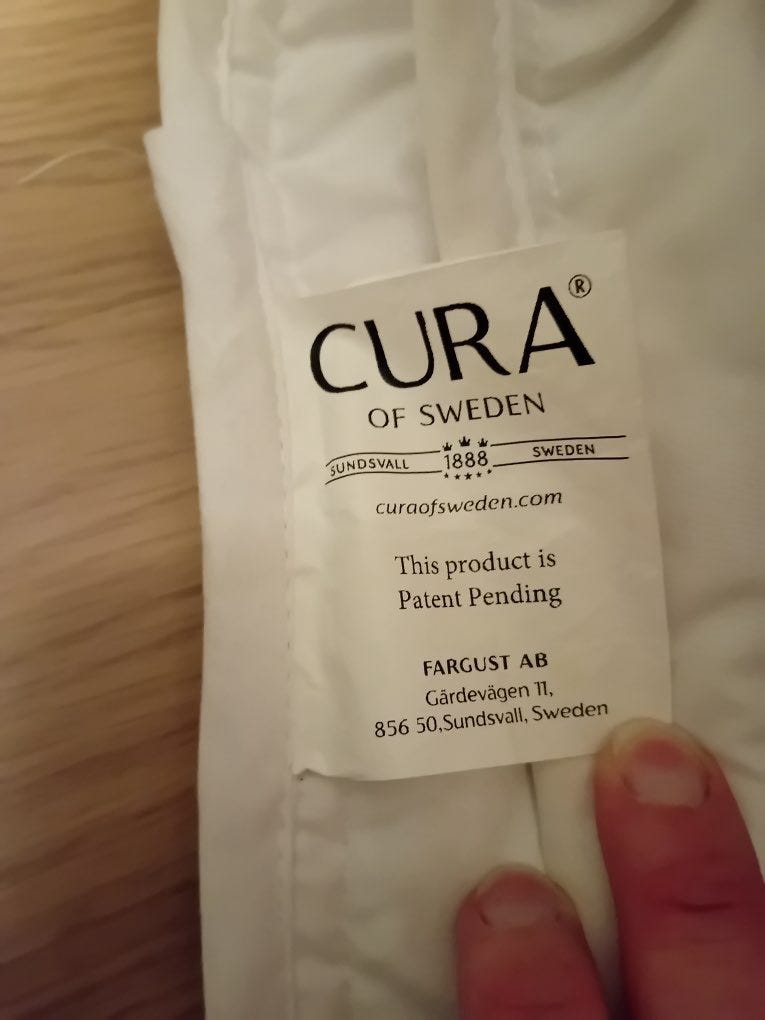 CURA®
OF SWEDEN
SUNDSVALL 1888 SWEDEN
curaofsweden.com
This product is
Patent Pending
FARGUST AB
Gärdevägen 11,
856 50,Sundsvall, Sweden